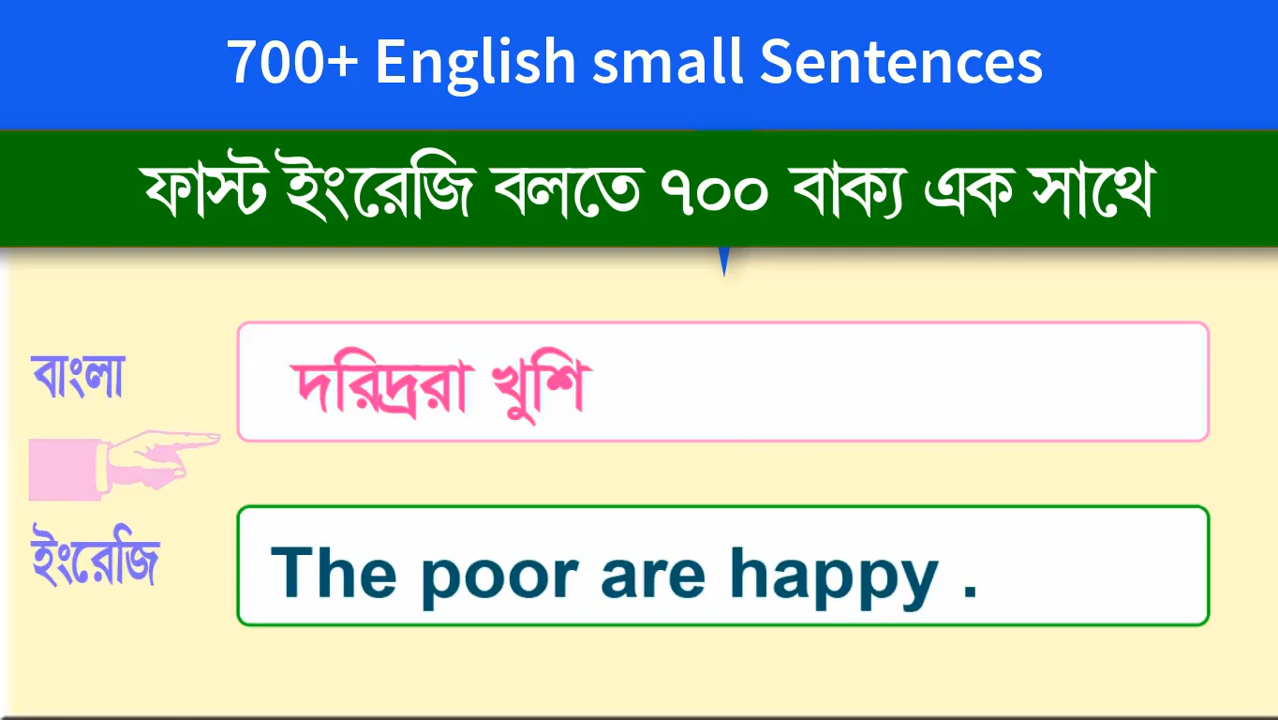 700+ English small Sentences
ফাস্ট ইংরেজি বলতে ৭০০ বাক্য এক সাথে
বাংলা
দরিদ্ররা খুশি
ইংরেজি
The poor are happy .